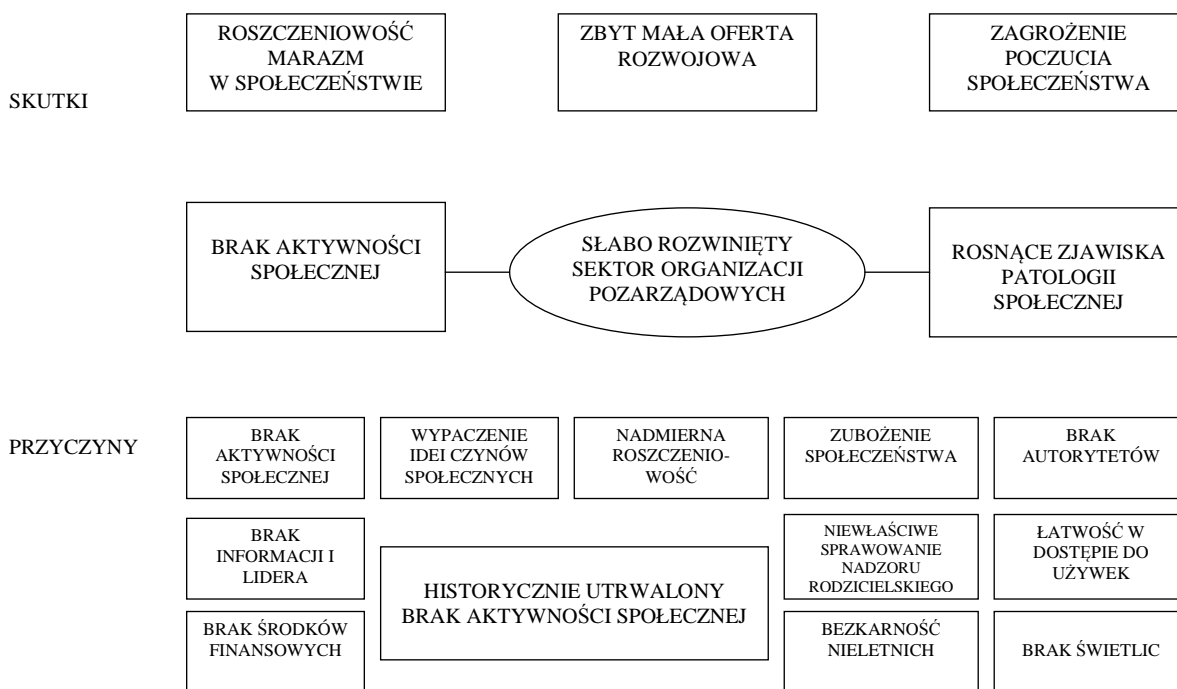 ROSZCZENIOWOŚĆ
MARAZM
W SPOŁECZEŃSTWIE
ZBYT MAŁA OFERTA
ROZWOJOWA
ZAGROŻENIE
POCZUCIA
SPOŁECZEŃSTWA
SKUTKI
BRAK AKTYWNOŚCI
SPOŁECZNEJ
SŁABO ROZWINIĘTY
SEKTOR ORGANIZACJI
POZARZĄDOWYCH
ROSNĄCE ZJAWISKA
PATOLOGII
SPOŁECZNEJ
PRZYCZYNY
BRAK
AKTYWNOŚCI
SPOŁECZNEJ
WYPACZENIE
IDEI CZYNÓW
SPOŁECZNYCH
NADMIERNA
ROSZCZENIO-
WOŚĆ
ZUBOŻENIE
SPOŁECZEŃSTWA
BRAK
AUTORYTETÓW
BRAK
INFORMACJI I
LIDERA
HISTORYCZNIE UTRWALONY
BRAK AKTYWNOŚCI SPOŁECZNEJ
NIEWŁAŚCIWE
SPRAWOWANIE
NADZORU
RODZICIELSKIEGO
ŁATWOŚĆ W
DOSTĘPIE DO
UŻYWEK
BRAK ŚRODKÓW
FINANSOWYCH
BEZKARNOŚĆ
NIELETNICH
BRAK ŚWIETLIC